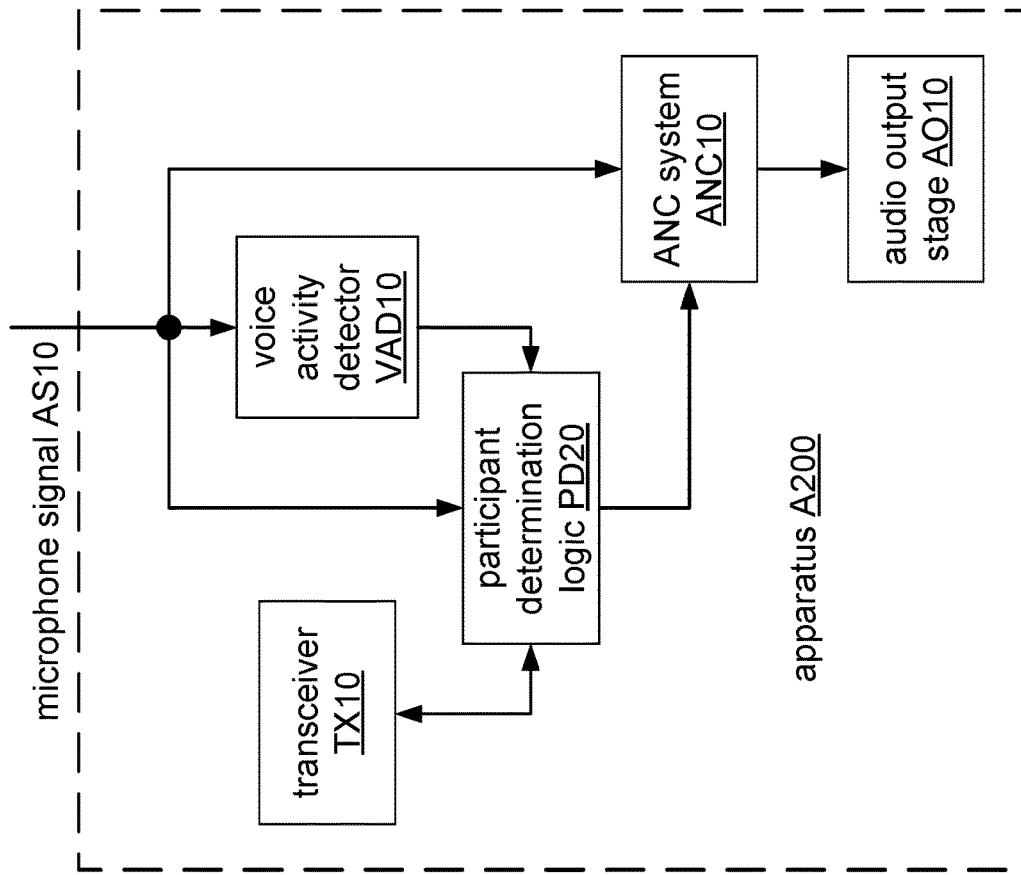 microphone signal AS10
transceiver
TX10
voice
activity
detector
VAD10
participant
determination
logic PD20
ANC system
ANC10
audio output
stage AO10
apparatus A200